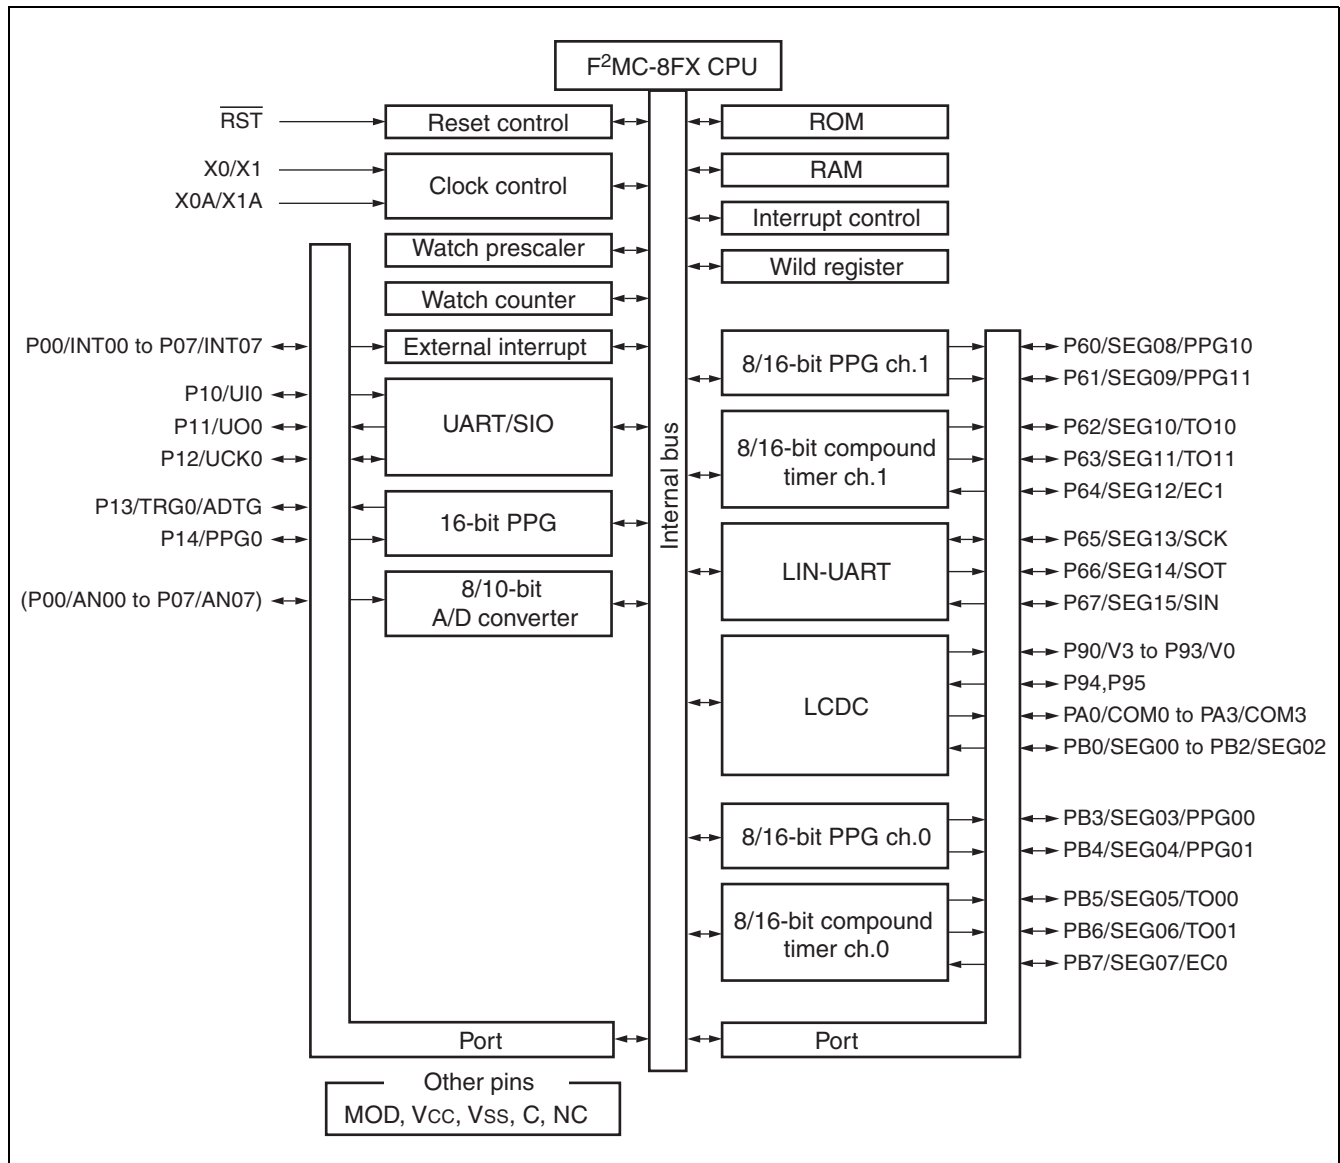 F²MC-8FX CPU
RST
Reset control
ROM
X0/X1
X0A/X1A
Clock control
RAM
Interrupt control
Watch prescaler
Wild register
Watch counter
P00/INT00 to P07/INT07
External interrupt
P10/UI0
P11/UO0
P12/UCK0
UART/SIO
P13/TRG0/ADTG
P14/PPG0
16-bit PPG
(P00/AN00 to P07/AN07)
8/10-bit
A/D converter
Internal bus
8/16-bit PPG ch.1
P60/SEG08/PPG10
P61/SEG09/PPG11
8/16-bit compound
timer ch.1
P62/SEG10/TO10
P63/SEG11/TO11
P64/SEG12/EC1
LIN-UART
P65/SEG13/SCK
P66/SEG14/SOT
P67/SEG15/SIN
LCDC
P90/V3 to P93/V0
P94,P95
PA0/COM0 to PA3/COM3
PB0/SEG00 to PB2/SEG02
8/16-bit PPG ch.0
PB3/SEG03/PPG00
PB4/SEG04/PPG01
8/16-bit compound
timer ch.0
PB5/SEG05/TO00
PB6/SEG06/TO01
PB7/SEG07/EC0
Port
Port
Other pins
MOD, VCC, VSS, C, NC